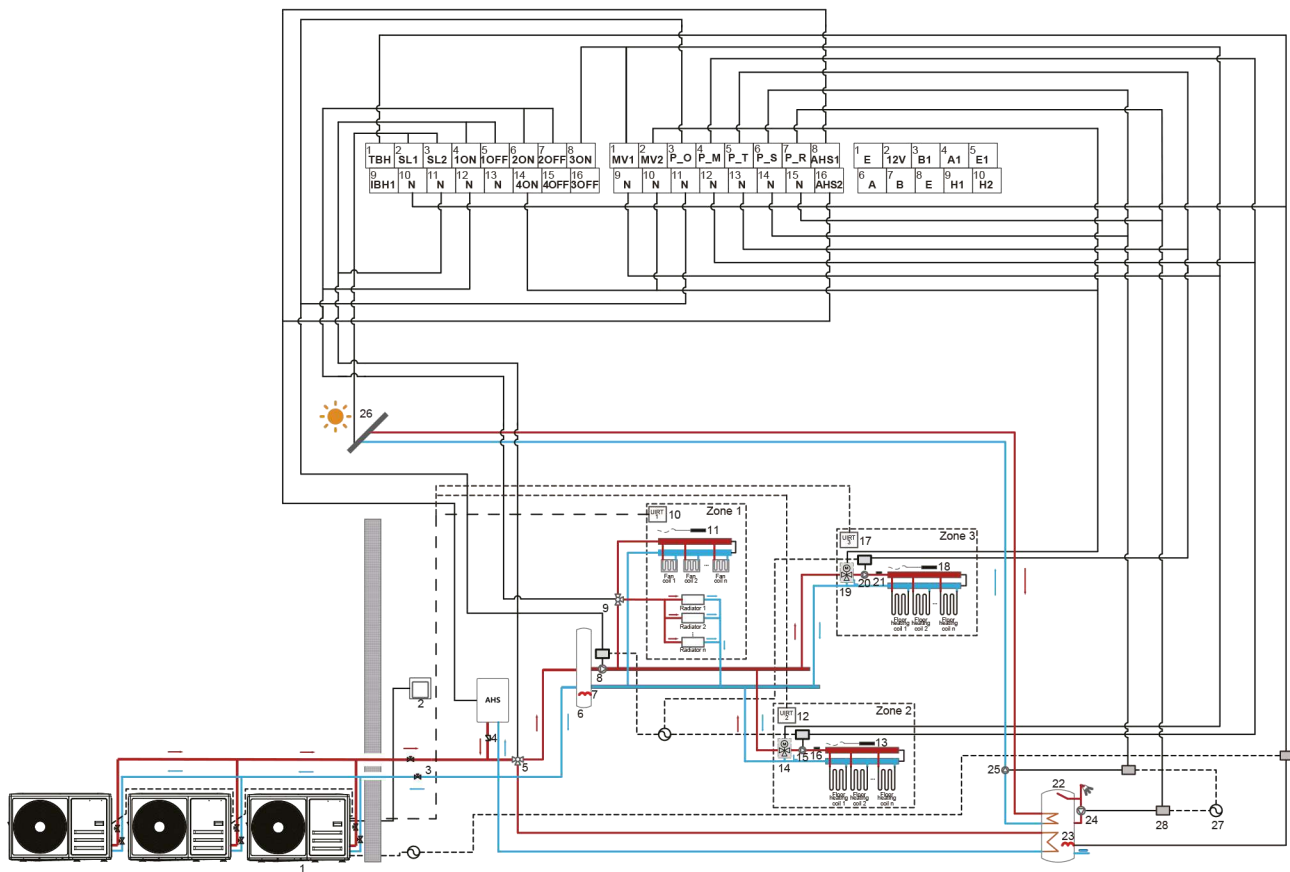 1 2 3 4 5 6 7 8
TBH SL1 SL2 1ON 1OFF 2ON 2OFF 3ON
9 10 11 12 13 14 15 16
IBH1 N N N N 4ON 4OFF 3OFF
1 2 3 4 5 6 7 8
MV1 MV2 P_O P_M P_T P_S P_R AHS1
9 10 11 12 13 14 15 16
N N N N N N N AHS2
1 2 3 4 5
E 12V B1 A1 E1
6 7 8 9 10
A B E H1 H2
26
Zone 1
UIRT
1
10
11
Fan
coil 1
Fan
coil 2
...
Fan
coil n
9
Radiator 1
Radiator 2
Radiator n
Zone 3
UIRT
3
17
M
18
19
20
21
Floor
heating
coil 1
Floor
heating
coil 2
...
Floor
heating
coil n
8
7
6
AHS
2
4
5
3
Zone 2
UIRT
2
12
M
13
14
15
16
Floor
heating
coil 1
Floor
heating
coil 2
...
Floor
heating
coil n
25
22
24
23
28
27
1